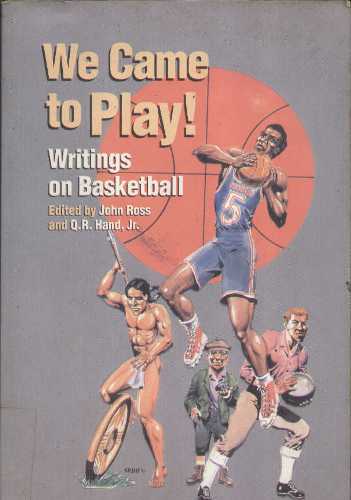 We Came
to Play!
Writings
on Basketball
Edited by John Ross
and Q.R. Hand, Jr.
5